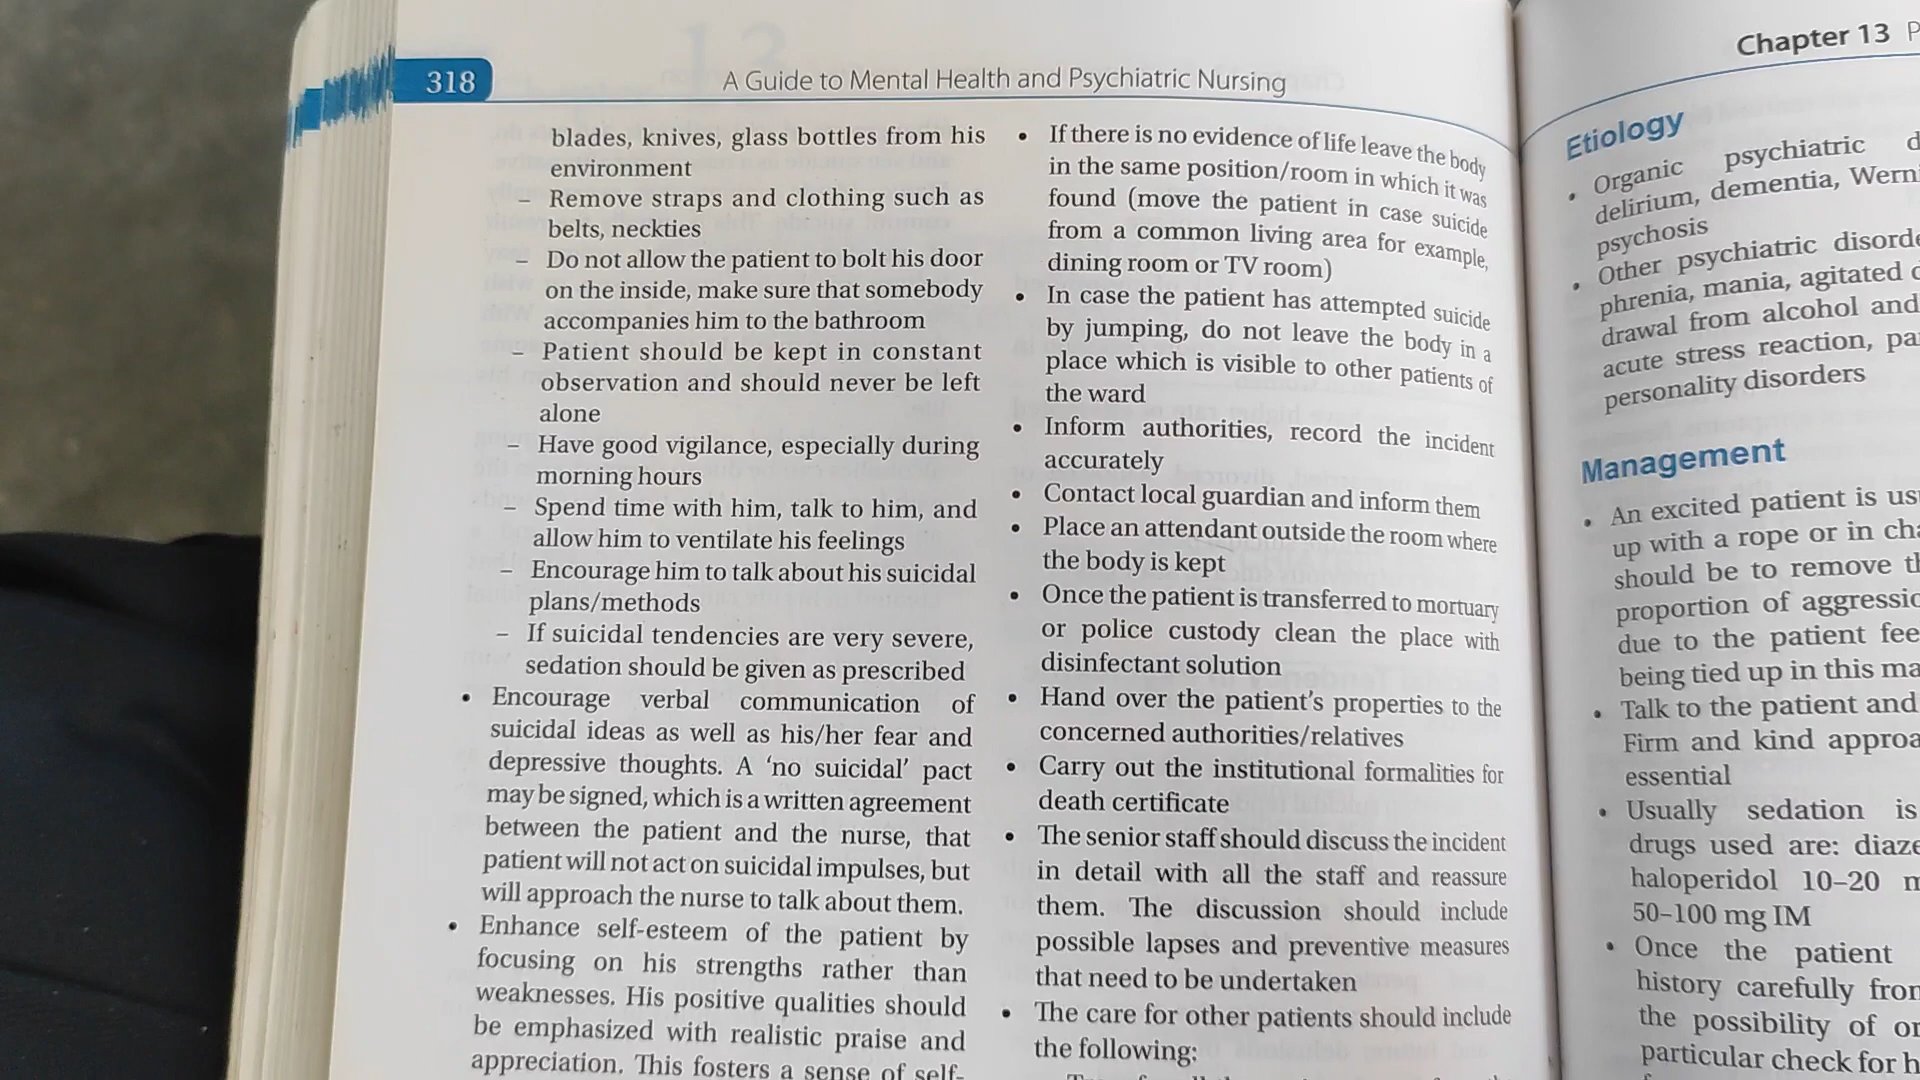 318
A Guide to Mental Health and Psychiatric Nursing
blades, knives, glass bottles from his
environment
– Remove straps and clothing such as
belts, neckties
– Do not allow the patient to bolt his door
on the inside, make sure that somebody
accompanies him to the bathroom
– Patient should be kept in constant
observation and should never be left
alone
– Have good vigilance, especially during
morning hours
– Spend time with him, talk to him, and
allow him to ventilate his feelings
– Encourage him to talk about his suicidal
plans/methods
– If suicidal tendencies are very severe,
sedation should be given as prescribed
• Encourage verbal communication of
suicidal ideas as well as his/her fear and
depressive thoughts. A ‘no suicidal’ pact
may be signed, which is a written agreement
between the patient and the nurse, that
patient will not act on suicidal impulses, but
will approach the nurse to talk about them.
• Enhance self-esteem of the patient by
focusing on his strengths rather than
weaknesses. His positive qualities should
be emphasized with realistic praise and
appreciation. This fosters a sense of self-
• If there is no evidence of life leave the body
in the same position/room in which it was
found (move the patient in case suicide
from a common living area for example,
dining room or TV room)
• In case the patient has attempted suicide
by jumping, do not leave the body in a
place which is visible to other patients of
the ward
• Inform authorities, record the incident
accurately
• Contact local guardian and inform them
• Place an attendant outside the room where
the body is kept
• Once the patient is transferred to mortuary
or police custody clean the place with
disinfectant solution
• Hand over the patient's properties to the
concerned authorities/relatives
• Carry out the institutional formalities for
death certificate
• The senior staff should discuss the incident
in detail with all the staff and reassure
them. The discussion should include
possible lapses and preventive measures
that need to be undertaken
• The care for other patients should include
the following:
Chapter 13
Etiology
• Organic psychiatric
delirium, dementia,
psychosis
• Other psychiatric
phrenia, mania, agitated
drawal from alcohol and
acute stress reaction,
personality disorders
Management
• An excited patient is
up with a rope or in
should be to remove
proportion of
due to the patient
being tied up in this
• Talk to the patient and
Firm and kind
essential
• Usually sedation is
drugs used are:
haloperidol 10–20
50–100 mg IM
• Once the patient
history carefully
the possibility of
particular check for